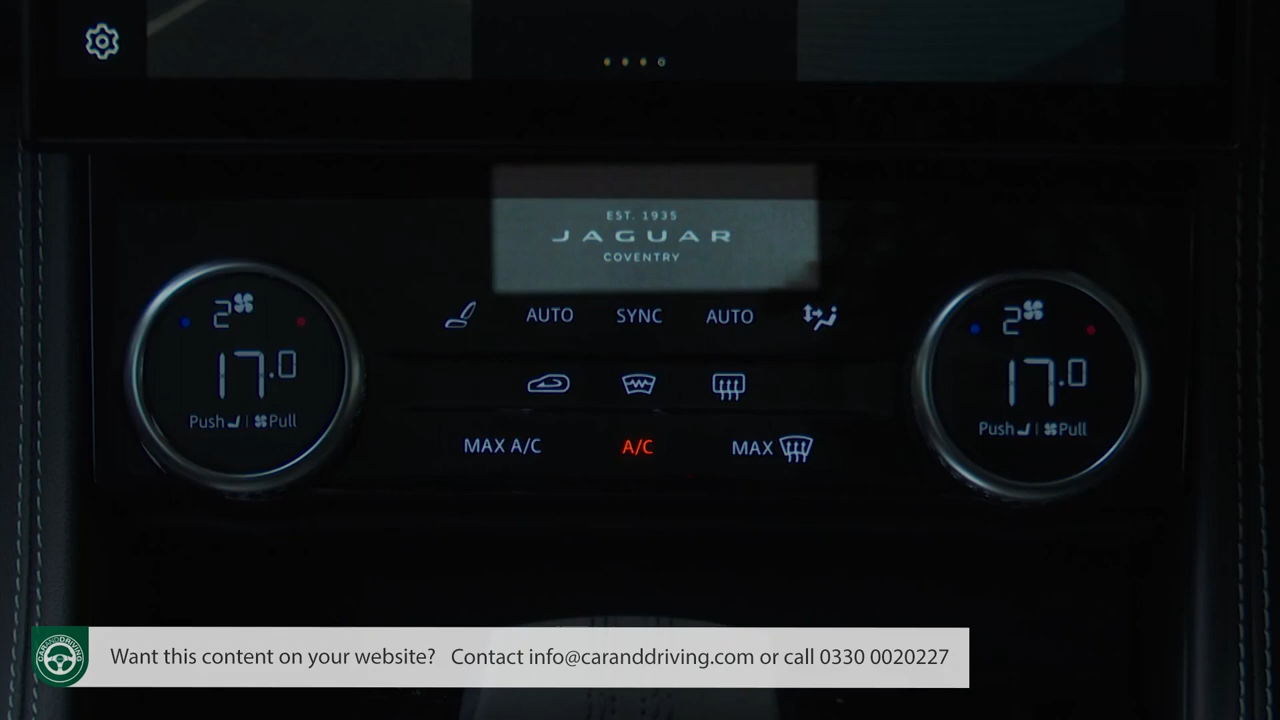 EST. 1935
JAGUAR
COVENTRY
AUTO SYNC AUTO
2
17.0
Push Pull
2
17.0
Push Pull
MAX A/C A/C MAX
CARANDDRIVING
Want this content on your website? Contact info@caranddriving.com or call 0330 0020227